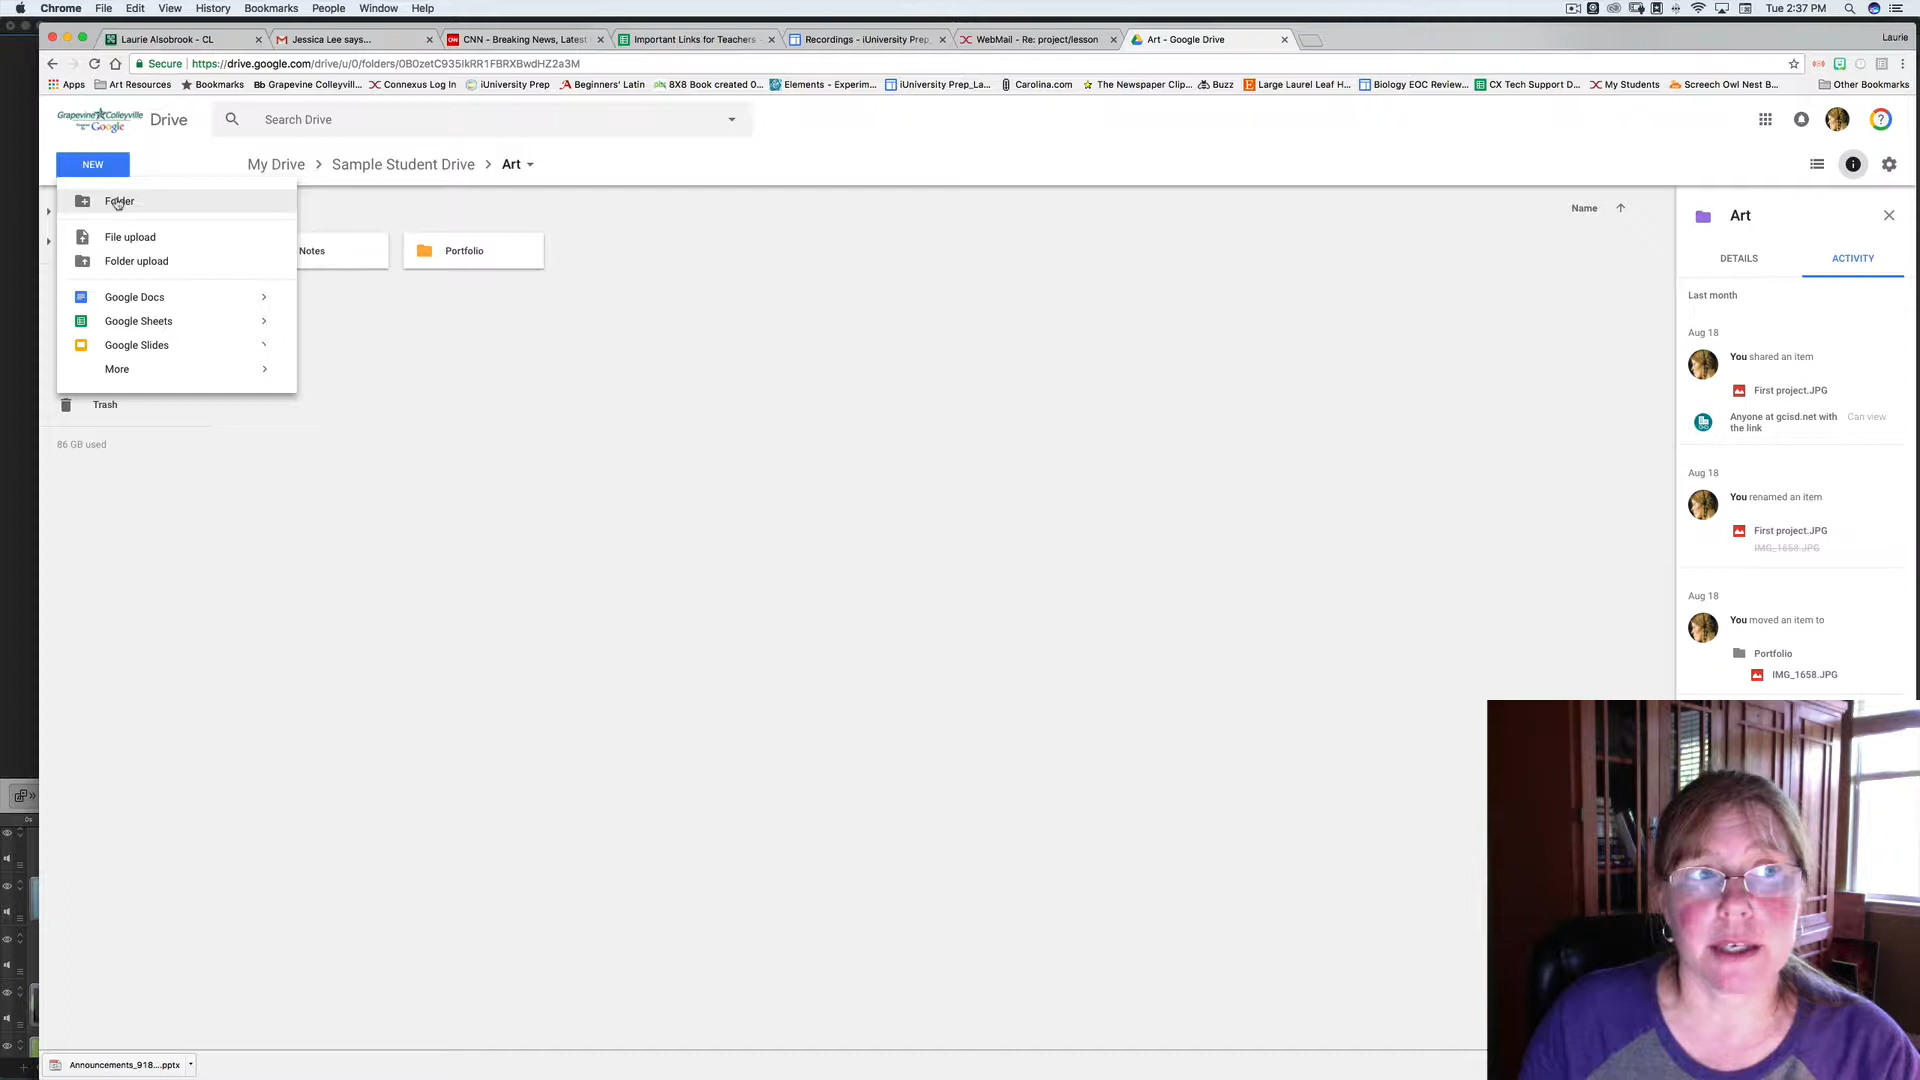 Chrome File Edit View History Bookmarks People Window Help Tue 2:37 PM
Laurie Alsobrook - CL Jessica Lee says... CNN - Breaking News, Latest Important Links for Teachers - Recordings - iUniversity Prep, WebMail - Re: project/lesson Art - Google Drive Laurie
Secure https://drive.google.com/drive/u/0/folders/0B0zetC935IkRR1FBRXBwdHZ2a3M
Apps Art Resources Bookmarks Bb Grapevine Colleyvill... Connexus Log In iUniversity Prep Beginners' Latin 8X8 Book created 0... Elements - Experim... iUniversity Prep_La... Carolina.com The Newspaper Clip... Buzz Large Laurel Leaf H... Biology EOC Review... CX Tech Support D... My Students Screech Owl Nest B... Other Bookmarks
Grapevine Colleyville
Google
Drive
Search Drive
NEW
My Drive > Sample Student Drive > Art
Folder
File upload
Folder upload
Google Docs
Google Sheets
Google Slides
More
Trash
86 GB used
Notes
Portfolio
Name
Art
DETAILS ACTIVITY
Last month
Aug 18
You shared an item
First project.JPG
Anyone at gcisd.net with the link Can view
Aug 18
You renamed an item
First project.JPG
IMG_1658.JPG
Aug 18
You moved an item to
Portfolio
IMG_1658.JPG
Announcements_918....pptx